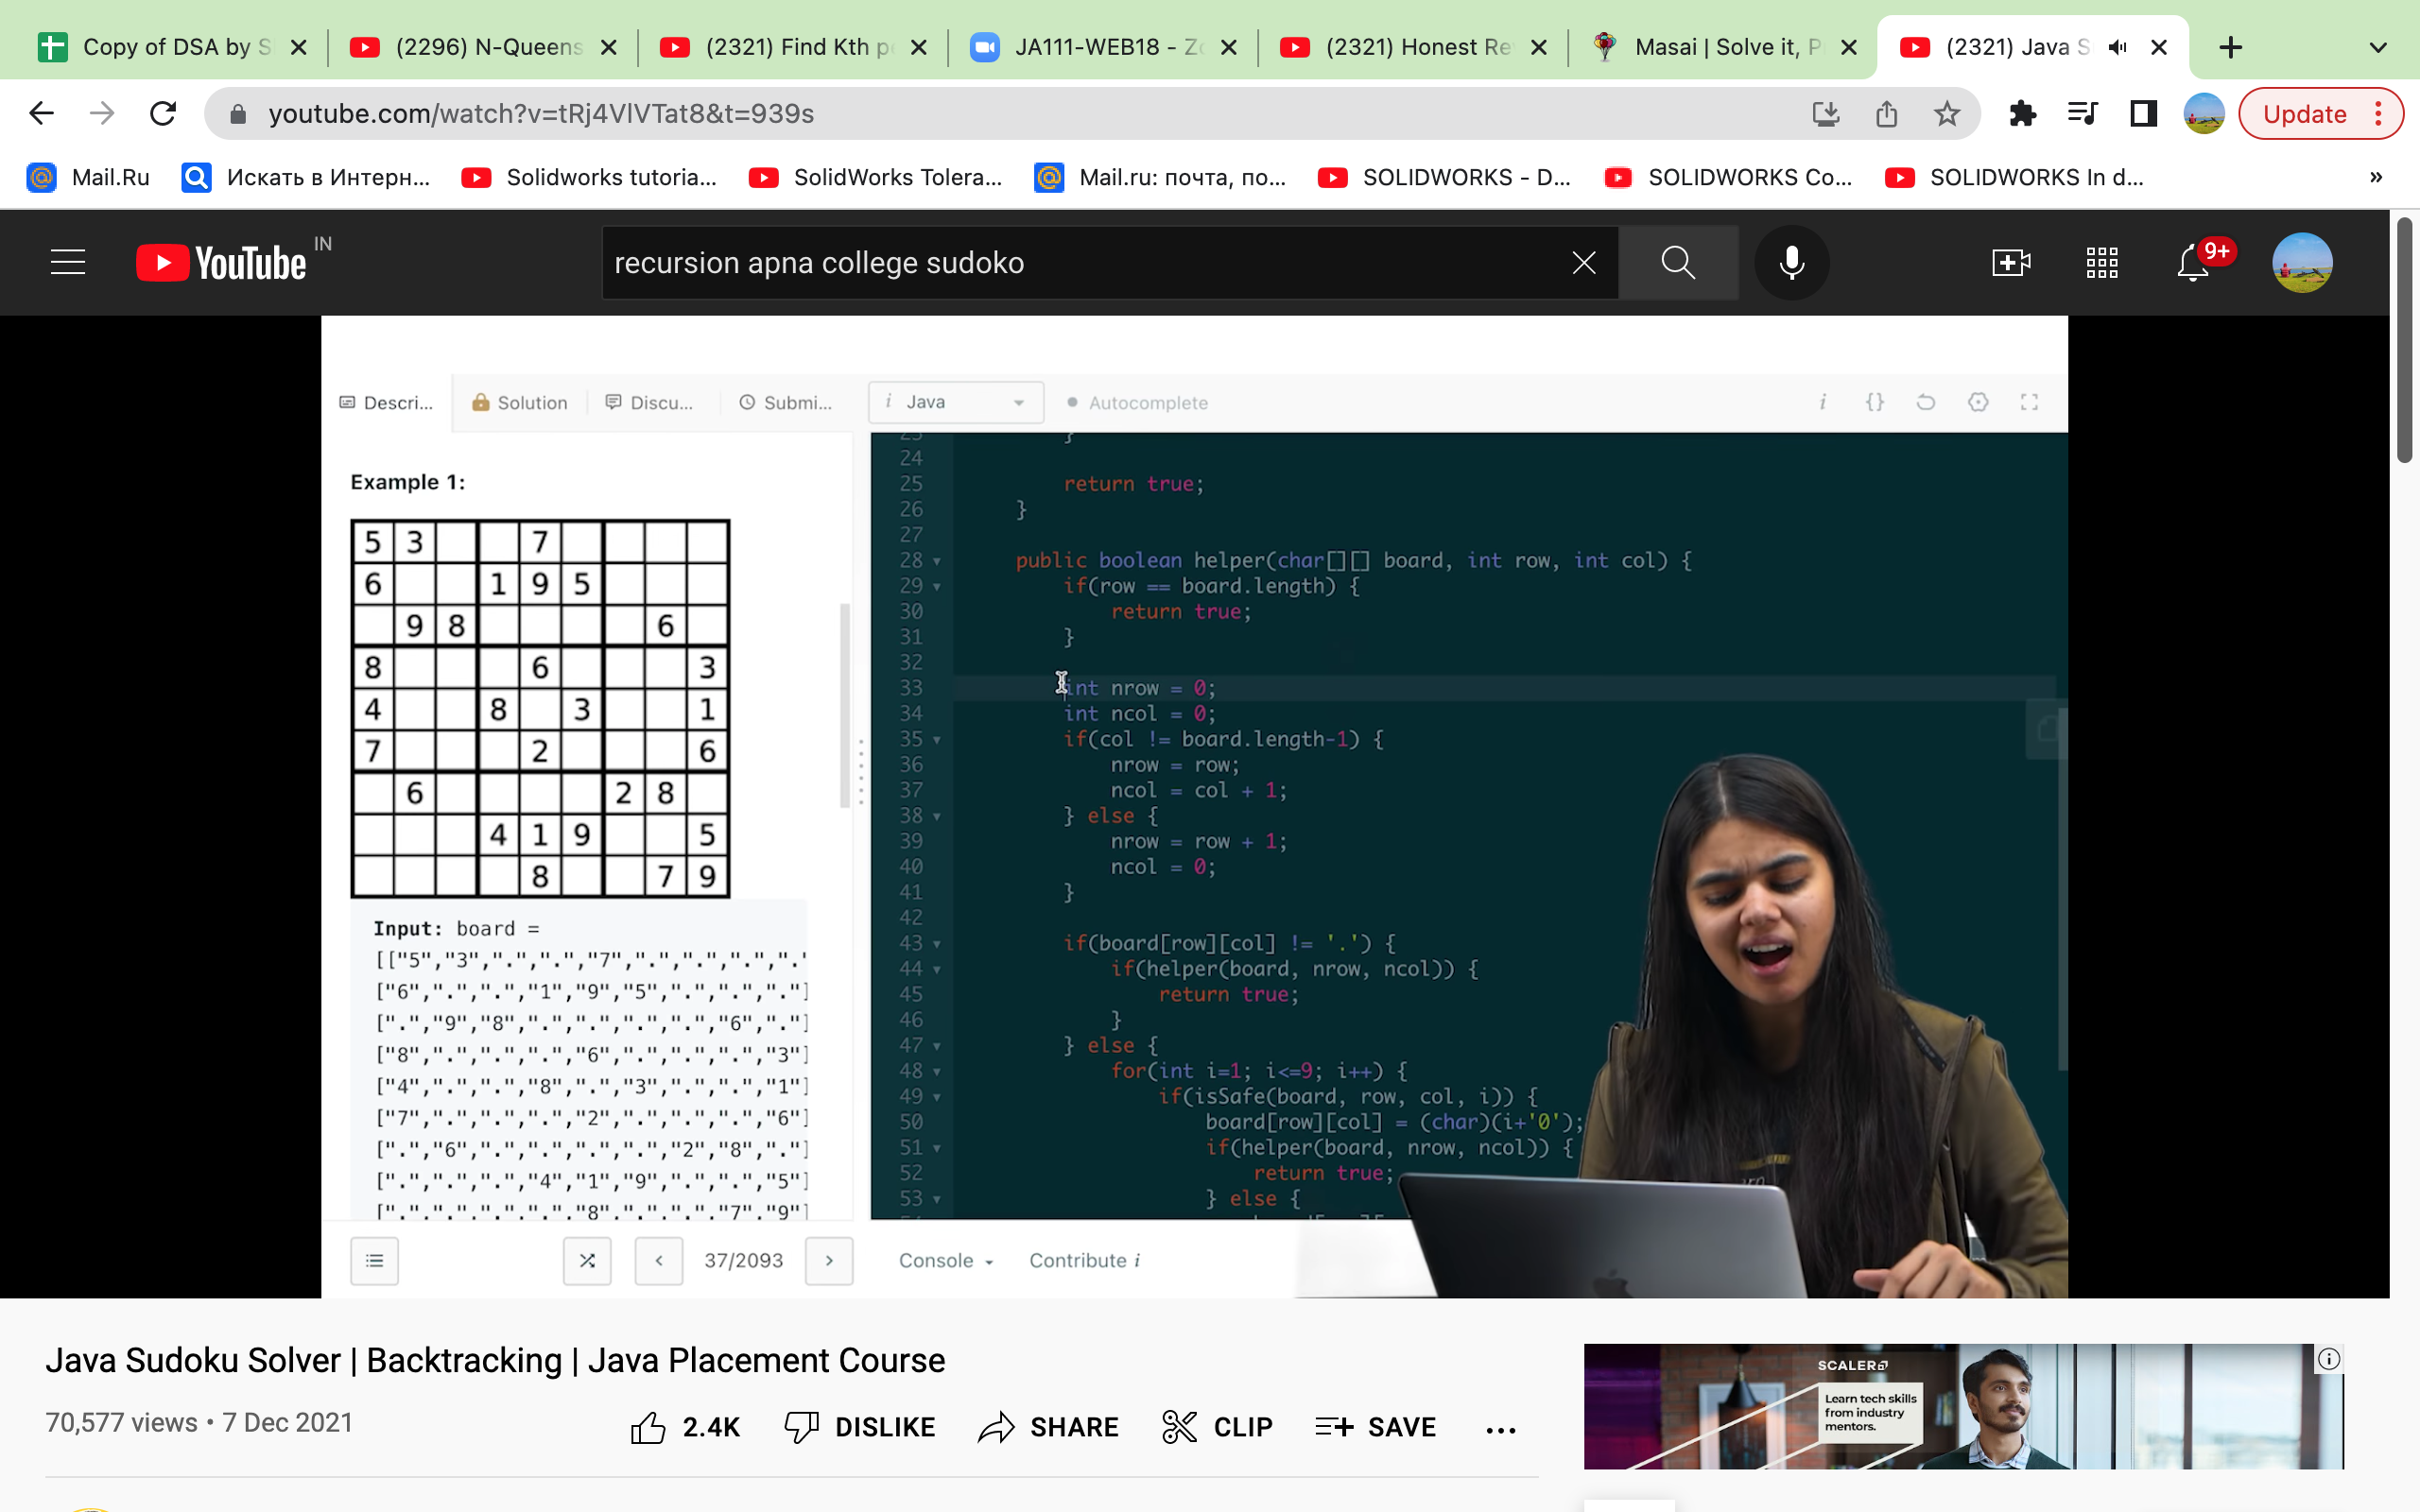 Copy of DSA by S
(2296) N-Queens
(2321) Find Kth p
JA111-WEB18 - Z
(2321) Honest Re
Masai | Solve it, P
(2321) Java S
youtube.com/watch?v=tRj4VlVTat8&t=939s
Update
Mail.Ru
Искать в Интерн...
Solidworks tutoria...
SolidWorks Tolera...
Mail.ru: почта, по...
SOLIDWORKS - D...
SOLIDWORKS Co...
SOLIDWORKS In d...
»
YouTube IN
recursion apna college sudoko
9+
Descri...
Solution
Discu...
Submi...
i Java
Autocomplete
i {}
Example 1:
5 3 7
6 1 9 5
9 8 6
8 6 3
4 8 3 1
7 2 6
6 2 8
4 1 9 5
8 7 9
Input: board =
[["5","3",".",".","7",".",".",".",".
["6",".",".","1","9","5",".",".","."]
[".","9","8",".",".",".",".","6","."]
["8",".",".",".","6",".",".",".","3"]
["4",".",".","8",".","3",".",".","1"]
["7",".",".",".","2",".",".",".","6"]
[".","6",".",".",".",".","2","8","."]
[".",".",".","4","1","9",".",".","5"]
[".",".",".",".","8",".",".","7","9"]
37/2093
23 }
24
25 return true;
26 }
27
28 public boolean helper(char[][] board, int row, int col) {
29 if(row == board.length) {
30 return true;
31 }
32
33 int nrow = 0;
34 int ncol = 0;
35 if(col != board.length-1) {
36 nrow = row;
37 ncol = col + 1;
38 } else {
39 nrow = row + 1;
40 ncol = 0;
41 }
42
43 if(board[row][col] != '.') {
44 if(helper(board, nrow, ncol)) {
45 return true;
46 }
47 } else {
48 for(int i=1; i<=9; i++) {
49 if(isSafe(board, row, col, i)) {
50 board[row][col] = (char)(i+'0');
51 if(helper(board, nrow, ncol)) {
52 return true;
53 } else {
Console
Contribute i
Java Sudoku Solver | Backtracking | Java Placement Course
70,577 views • 7 Dec 2021
2.4K
DISLIKE
SHARE
CLIP
SAVE
...
SCALER
Learn tech skills
from industry
mentors.